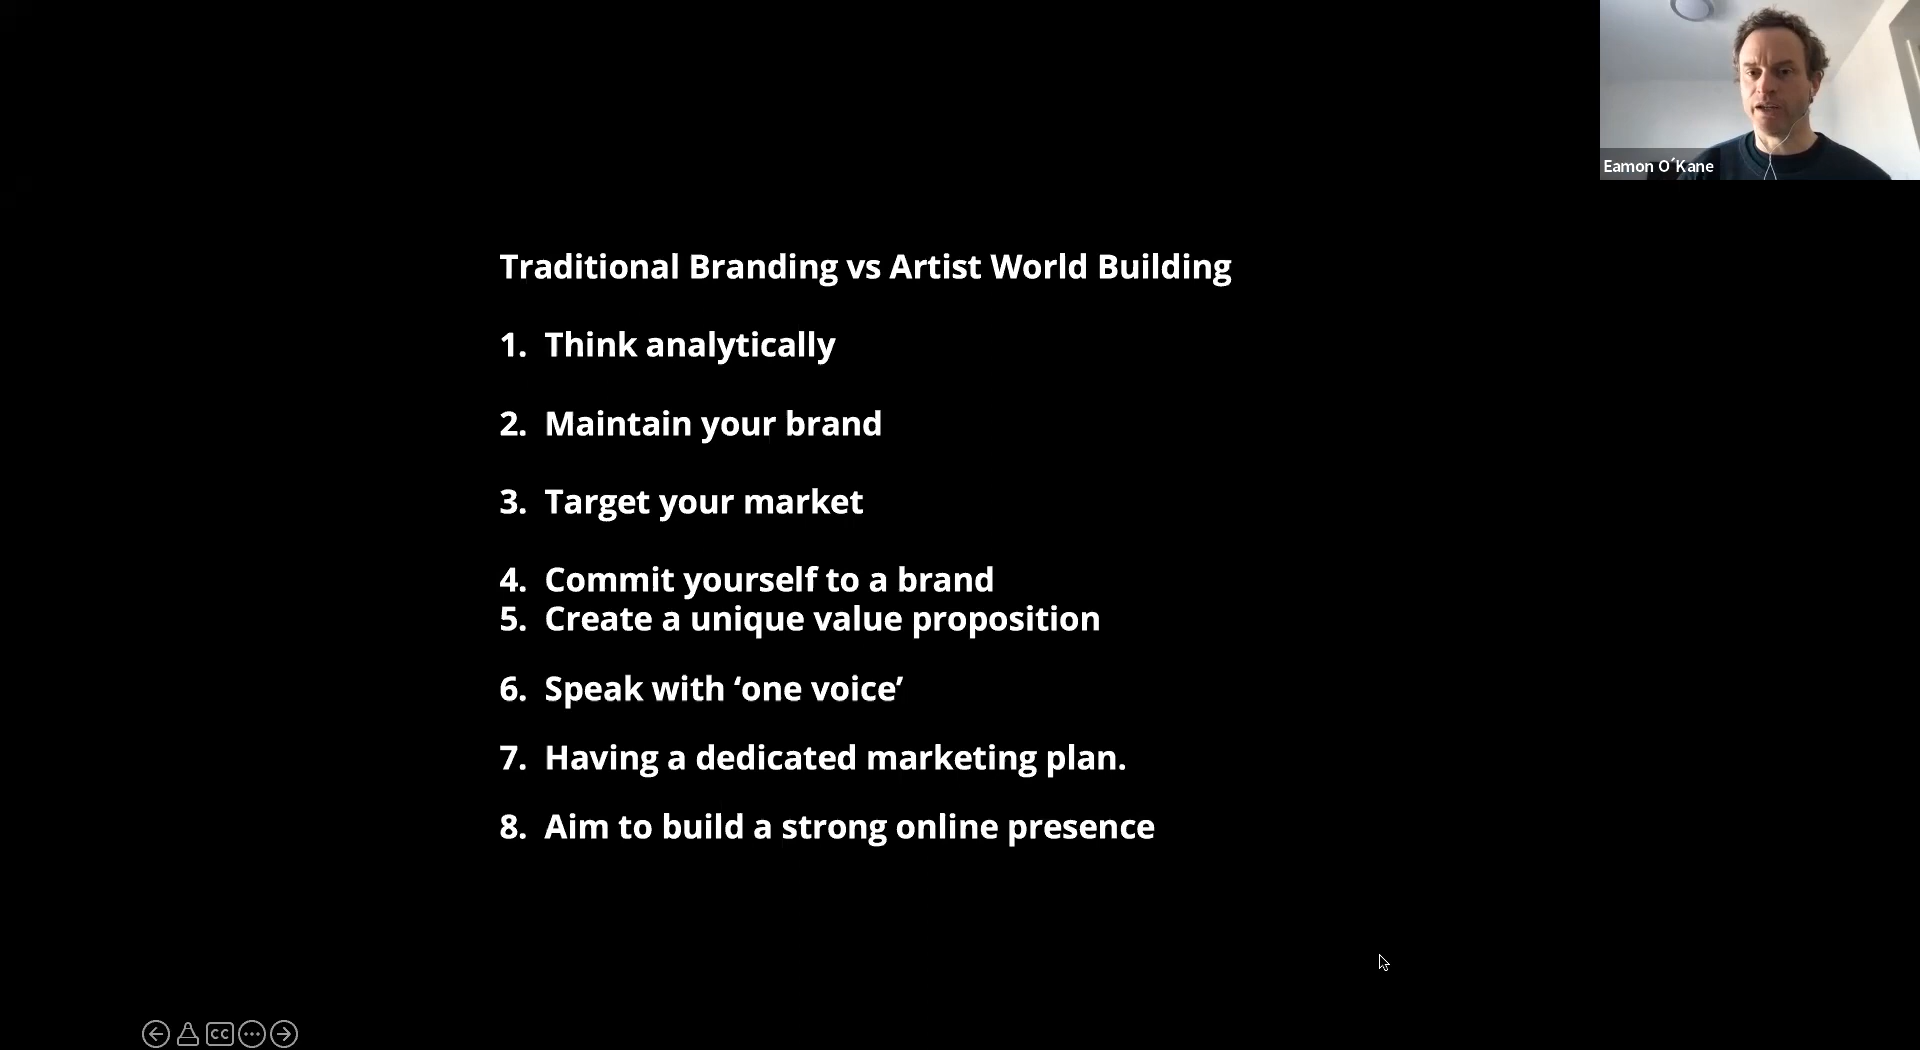 Eamon O´Kane
Traditional Branding vs Artist World Building
1. Think analytically
2. Maintain your brand
3. Target your market
4. Commit yourself to a brand
5. Create a unique value proposition
6. Speak with ‘one voice’
7. Having a dedicated marketing plan.
8. Aim to build a strong online presence
CC